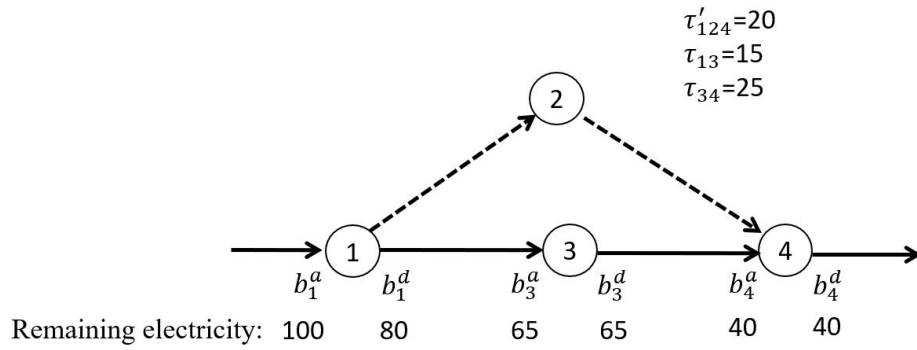 τ′₁₂₄=20
τ₁₃=15
τ₃₄=25
2
1 3 4
b₁ᵃ b₁ᵈ b₃ᵃ b₃ᵈ b₄ᵃ b₄ᵈ
Remaining electricity: 100 80 65 65 40 40